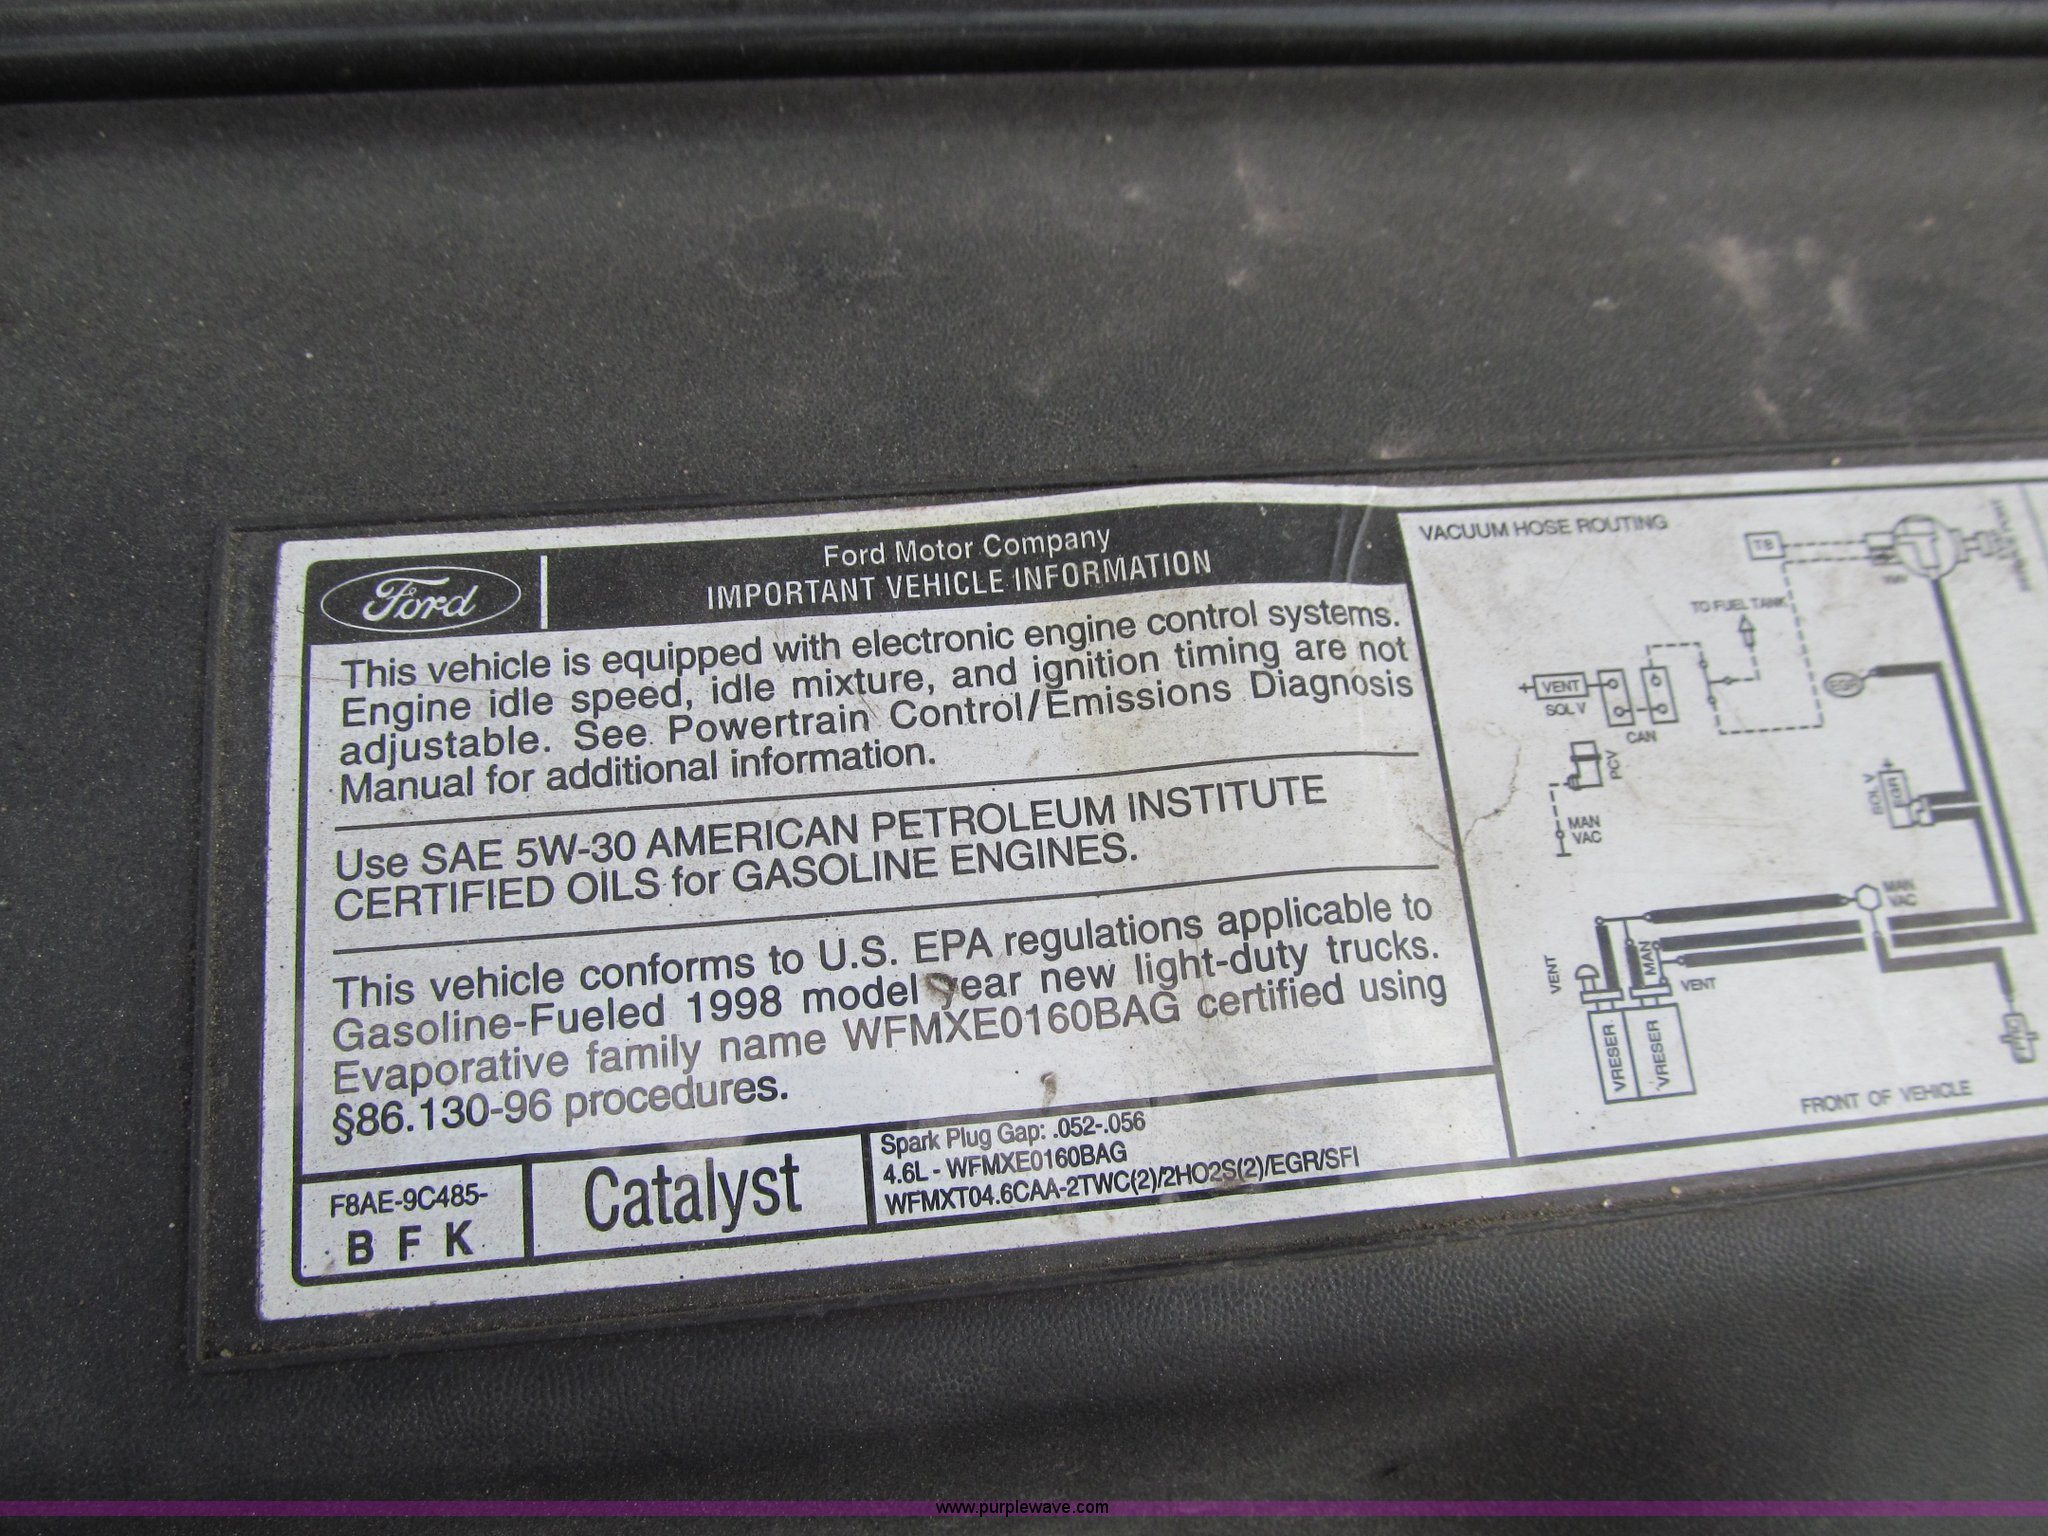 Ford
Ford Motor Company
IMPORTANT VEHICLE INFORMATION
This vehicle is equipped with electronic engine control systems.
Engine idle speed, idle mixture, and ignition timing are not
adjustable. See Powertrain Control/Emissions Diagnosis
Manual for additional information.
Use SAE 5W-30 AMERICAN PETROLEUM INSTITUTE
CERTIFIED OILS for GASOLINE ENGINES.
This vehicle conforms to U.S. EPA regulations applicable to
Gasoline-Fueled 1998 model year new light-duty trucks.
Evaporative family name WFMXE0160BAG certified using
§86.130-96 procedures.
F8AE-9C485-
B F K
Catalyst
Spark Plug Gap: .052-.056
4.6L - WFMXE0160BAG
WFMXT04.6CAA-2TWC(2)/2HO2S(2)/EGR/SFI
VACUUM HOSE ROUTING
TB
TO FUEL TANK
VENT
SOL V
CAN
EGR
PCV
MAN
VAC
SOL V
EGR
MAN
VAC
VENT
MAN
VENT
VRESER
VRESER
FRONT OF VEHICLE
www.purplewave.com